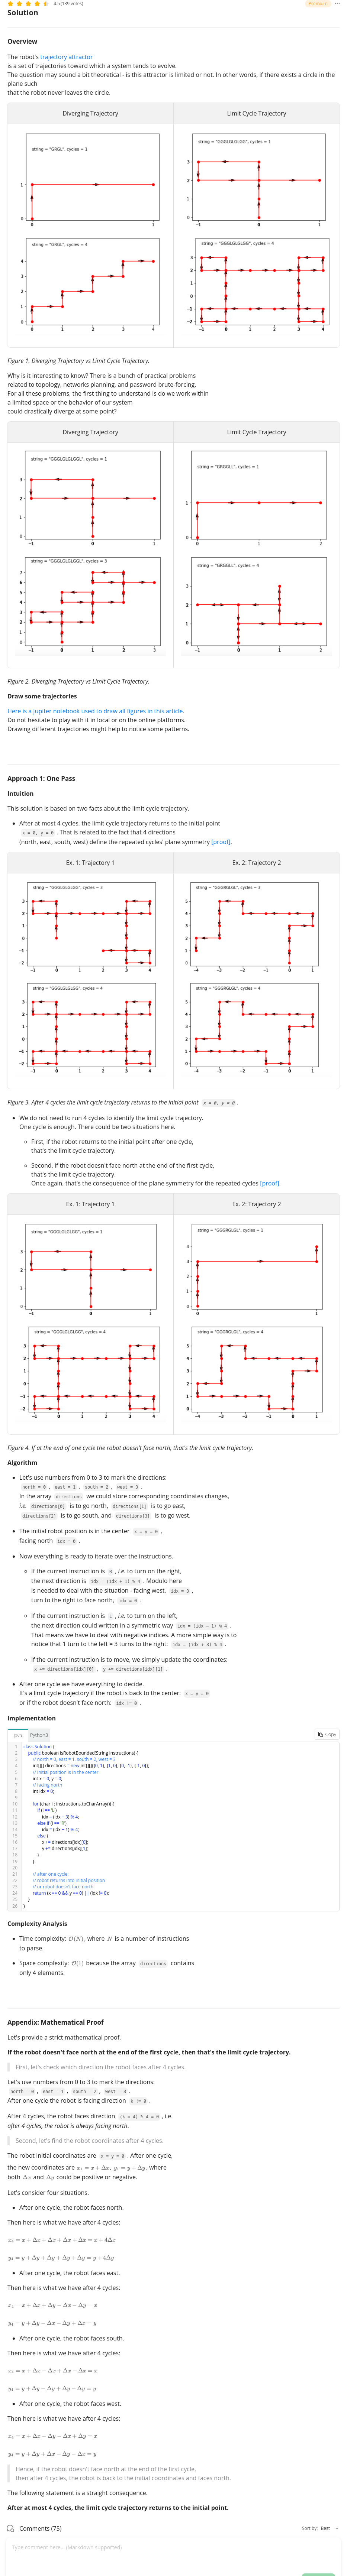 4.5 (139 votes)
Premium
Solution
Overview
The robot's trajectory attractor
is a set of trajectories toward which a system tends to evolve.
The question may sound a bit theoretical - is this attractor is limited or not. In other words, if there exists a circle in the
plane such
that the robot never leaves the circle.
Diverging Trajectory
Limit Cycle Trajectory
string = "GRGL", cycles = 1
string = "GGGLGLGLGG", cycles = 1
string = "GRGL", cycles = 4
string = "GGGLGLGLGG", cycles = 4
Figure 1. Diverging Trajectory vs Limit Cycle Trajectory.
Why is it interesting to know? There is a bunch of practical problems
related to topology, networks planning, and password brute-forcing.
For all these problems, the first thing to understand is do we work within
a limited space or the behavior of our system
could drastically diverge at some point?
Diverging Trajectory
Limit Cycle Trajectory
string = "GGGLGLGLGGL", cycles = 1
string = "GRGGLL", cycles = 1
string = "GGGLGLGLGGL", cycles = 3
string = "GRGGLL", cycles = 4
Figure 2. Diverging Trajectory vs Limit Cycle Trajectory.
Draw some trajectories
Here is a Jupiter notebook used to draw all figures in this article.
Do not hesitate to play with it in local or on the online platforms.
Drawing different trajectories might help to notice some patterns.
Approach 1: One Pass
Intuition
This solution is based on two facts about the limit cycle trajectory.
• After at most 4 cycles, the limit cycle trajectory returns to the initial point
x = 0, y = 0 . That is related to the fact that 4 directions
(north, east, south, west) define the repeated cycles' plane symmetry [proof].
Ex. 1: Trajectory 1
Ex. 2: Trajectory 2
string = "GGGLGLGLGG", cycles = 3
string = "GGGRGLGL", cycles = 3
string = "GGGLGLGLGG", cycles = 4
string = "GGGRGLGL", cycles = 4
Figure 3. After 4 cycles the limit cycle trajectory returns to the initial point x = 0, y = 0 .
• We do not need to run 4 cycles to identify the limit cycle trajectory.
One cycle is enough. There could be two situations here.
○ First, if the robot returns to the initial point after one cycle,
that's the limit cycle trajectory.
○ Second, if the robot doesn't face north at the end of the first cycle,
that's the limit cycle trajectory.
Once again, that's the consequence of the plane symmetry for the repeated cycles [proof].
Ex. 1: Trajectory 1
Ex. 2: Trajectory 2
string = "GGGLGLGLGG", cycles = 1
string = "GGGRGLGL", cycles = 1
string = "GGGLGLGLGG", cycles = 4
string = "GGGRGLGL", cycles = 4
Figure 4. If at the end of one cycle the robot doesn't face north, that's the limit cycle trajectory.
Algorithm
• Let's use numbers from 0 to 3 to mark the directions:
north = 0 , east = 1 , south = 2 , west = 3 .
In the array directions we could store corresponding coordinates changes,
i.e. directions[0] is to go north, directions[1] is to go east,
directions[2] is to go south, and directions[3] is to go west.
• The initial robot position is in the center x = y = 0 ,
facing north idx = 0 .
• Now everything is ready to iterate over the instructions.
○ If the current instruction is R , i.e. to turn on the right,
the next direction is idx = (idx + 1) % 4 . Modulo here
is needed to deal with the situation - facing west, idx = 3 ,
turn to the right to face north, idx = 0 .
○ If the current instruction is L , i.e. to turn on the left,
the next direction could written in a symmetric way idx = (idx - 1) % 4 .
That means we have to deal with negative indices. A more simple way is to
notice that 1 turn to the left = 3 turns to the right: idx = (idx + 3) % 4 .
○ If the current instruction is to move, we simply update the coordinates:
x += directions[idx][0] , y += directions[idx][1] .
• After one cycle we have everything to decide.
It's a limit cycle trajectory if the robot is back to the center: x = y = 0
or if the robot doesn't face north: idx != 0 .
Implementation
Java Python3
Copy
1 class Solution {
2 public boolean isRobotBounded(String instructions) {
3 // north = 0, east = 1, south = 2, west = 3
4 int[][] directions = new int[][]{{0, 1}, {1, 0}, {0, -1}, {-1, 0}};
5 // Initial position is in the center
6 int x = 0, y = 0;
7 // facing north
8 int idx = 0;
9
10 for (char i : instructions.toCharArray()) {
11 if (i == 'L')
12 idx = (idx + 3) % 4;
13 else if (i == 'R')
14 idx = (idx + 1) % 4;
15 else {
16 x += directions[idx][0];
17 y += directions[idx][1];
18 }
19 }
20
21 // after one cycle:
22 // robot returns into initial position
23 // or robot doesn't face north
24 return (x == 0 && y == 0) || (idx != 0);
25 }
26 }
Complexity Analysis
• Time complexity: O(N), where N is a number of instructions
to parse.
• Space complexity: O(1) because the array directions contains
only 4 elements.
Appendix: Mathematical Proof
Let's provide a strict mathematical proof.
If the robot doesn't face north at the end of the first cycle, then that's the limit cycle trajectory.
First, let's check which direction the robot faces after 4 cycles.
Let's use numbers from 0 to 3 to mark the directions:
north = 0 , east = 1 , south = 2 , west = 3 .
After one cycle the robot is facing direction k != 0 .
After 4 cycles, the robot faces direction (k * 4) % 4 = 0 , i.e.
after 4 cycles, the robot is always facing north.
Second, let's find the robot coordinates after 4 cycles.
The robot initial coordinates are x = y = 0 . After one cycle,
the new coordinates are x₁ = x + Δx, y₁ = y + Δy, where
both Δx and Δy could be positive or negative.
Let's consider four situations.
• After one cycle, the robot faces north.
Then here is what we have after 4 cycles:
x₄ = x + Δx + Δx + Δx + Δx = x + 4Δx
y₄ = y + Δy + Δy + Δy + Δy = y + 4Δy
• After one cycle, the robot faces east.
Then here is what we have after 4 cycles:
x₄ = x + Δx + Δy − Δx − Δy = x
y₄ = y + Δy − Δx − Δy + Δx = y
• After one cycle, the robot faces south.
Then here is what we have after 4 cycles:
x₄ = x + Δx − Δx + Δx − Δx = x
y₄ = y + Δy − Δy + Δy − Δy = y
• After one cycle, the robot faces west.
Then here is what we have after 4 cycles:
x₄ = x + Δx − Δy − Δx + Δy = x
y₄ = y + Δy + Δx − Δy − Δx = y
Hence, if the robot doesn't face north at the end of the first cycle,
then after 4 cycles, the robot is back to the initial coordinates and faces north.
The following statement is a straight consequence.
After at most 4 cycles, the limit cycle trajectory returns to the initial point.
Comments (75)
Sort by: Best
Type comment here... (Markdown supported)